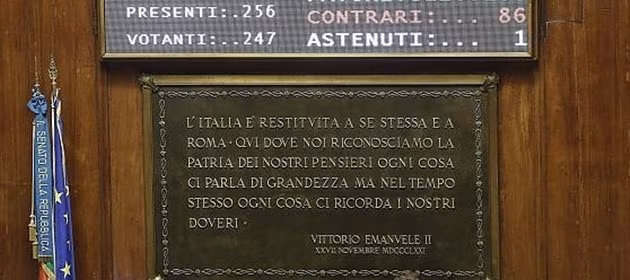 PRESENTI:.256
CONTRARI:... 86
VOTANTI:..247
ASTENUTI:... 1
L'ITALIA È RESTITVITA A SE STESSA E A
ROMA · QVI DOVE NOI RICONOSCIAMO LA
PATRIA DEI NOSTRI PENSIERI OGNI COSA
CI PARLA DI GRANDEZZA MA NEL TEMPO
STESSO OGNI COSA CI RICORDA I NOSTRI
DOVERI ·
VITTORIO EMANVELE II
XXVII NOVEMBRE MDCCCLXXI
IL SENATO DELLA REPUBBLICA